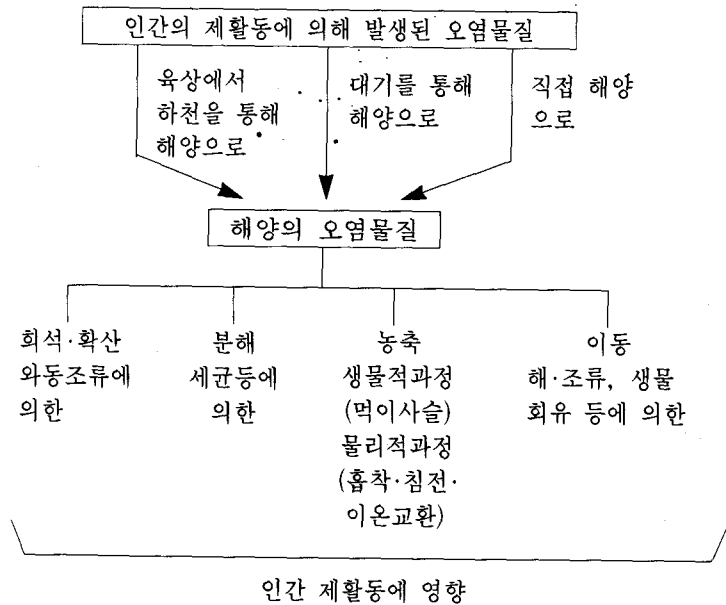 인간의 제활동에 의해 발생된 오염물질
육상에서
하천을 통해
해양으로
대기를 통해
해양으로
직접 해양
으로
해양의 오염물질
희석·확산
와동조류에
의한
분해
세균등에
의한
농축
생물적과정
(먹이사슬)
물리적과정
(흡착·침전·
이온교환)
이동
해·조류, 생물
회유 등에 의한
인간 제활동에 영향